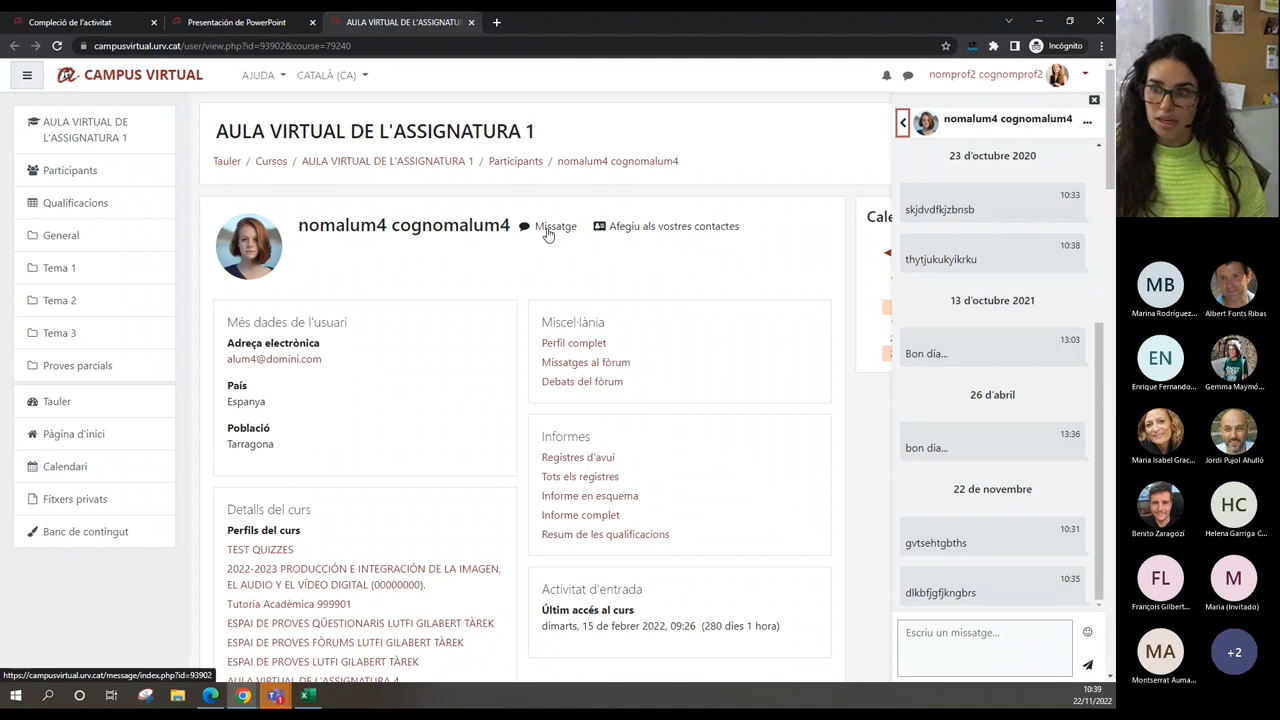 Compleció de l'activitat
Presentación de PowerPoint
AULA VIRTUAL DE L'ASSIGNATUR
campusvirtual.urv.cat/user/view.php?id=93902&course=79240
Incógnito
CAMPUS VIRTUAL
AJUDA
CATALÀ (CA)
nomprof2 cognomprof2
AULA VIRTUAL DE L'ASSIGNATURA 1
Participants
Qualificacions
General
Tema 1
Tema 2
Tema 3
Proves parcials
Tauler
Pàgina d'inici
Calendari
Fitxers privats
Banc de contingut
AULA VIRTUAL DE L'ASSIGNATURA 1
Tauler / Cursos / AULA VIRTUAL DE L'ASSIGNATURA 1 / Participants / nomalum4 cognomalum4
nomalum4 cognomalum4
Missatge
Afegiu als vostres contactes
Més dades de l'usuari
Adreça electrònica
alum4@domini.com
País
Espanya
Població
Tarragona
Detalls del curs
Perfils del curs
TEST QUIZZES
2022-2023 PRODUCCIÓN E INTEGRACIÓN DE LA IMAGEN,
EL AUDIO Y EL VÍDEO DIGITAL (00000000).
Tutoria Acadèmica 999901
ESPAI DE PROVES QÜESTIONARIS LUTFI GILABERT TÀREK
ESPAI DE PROVES FÒRUMS LUTFI GILABERT TÀREK
ESPAI DE PROVES LUTFI GILABERT TÀREK
AULA VIRTUAL DE L'ASSIGNATURA 4
Miscel·lània
Perfil complet
Missatges al fòrum
Debats del fòrum
Informes
Registres d'avui
Tots els registres
Informe en esquema
Informe complet
Resum de les qualificacions
Activitat d'entrada
Últim accés al curs
dimarts, 15 de febrer 2022, 09:26 (280 dies 1 hora)
Cale
nomalum4 cognomalum4
23 d'octubre 2020
10:33
skjdvdfkjzbnsb
10:38
thytjukukyikrku
13 d'octubre 2021
13:03
Bon dia...
26 d'abril
13:36
bon dia...
22 de novembre
10:31
gvtsehtgbths
10:35
dlkbfjgfjkngbrs
Escriu un missatge...
https://campusvirtual.urv.cat/message/index.php?id=93902
10:39
22/11/2022
MB
Marina Rodríguez...
Albert Fonts Ribas
EN
Enrique Fernando...
Gemma Maymó...
María Isabel Grac...
Jordi Pujol Ahulló
Benito Zaragozí
HC
Helena Garriga C...
FL
François Gilbert...
M
Maria (Invitado)
MA
Montserrat Auma...
+2